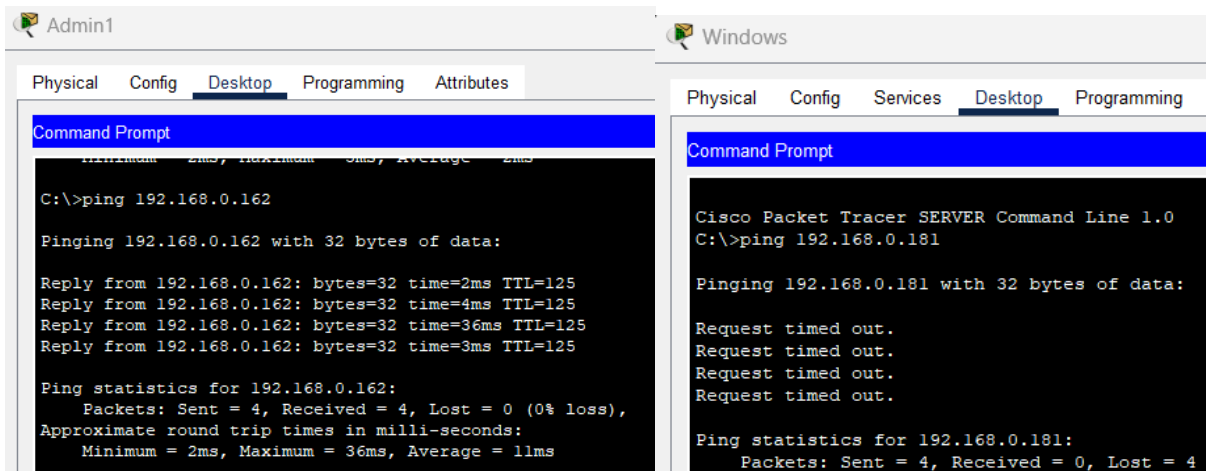 Admin1
Physical Config Desktop Programming Attributes
Command Prompt
Minimum = 2ms, Maximum = 3ms, Average = 2ms
C:\>ping 192.168.0.162
Pinging 192.168.0.162 with 32 bytes of data:
Reply from 192.168.0.162: bytes=32 time=2ms TTL=125
Reply from 192.168.0.162: bytes=32 time=4ms TTL=125
Reply from 192.168.0.162: bytes=32 time=36ms TTL=125
Reply from 192.168.0.162: bytes=32 time=3ms TTL=125
Ping statistics for 192.168.0.162:
Packets: Sent = 4, Received = 4, Lost = 0 (0% loss),
Approximate round trip times in milli-seconds:
Minimum = 2ms, Maximum = 36ms, Average = 11ms
Windows
Physical Config Services Desktop Programming
Command Prompt
Cisco Packet Tracer SERVER Command Line 1.0
C:\>ping 192.168.0.181
Pinging 192.168.0.181 with 32 bytes of data:
Request timed out.
Request timed out.
Request timed out.
Request timed out.
Ping statistics for 192.168.0.181:
Packets: Sent = 4, Received = 0, Lost = 4